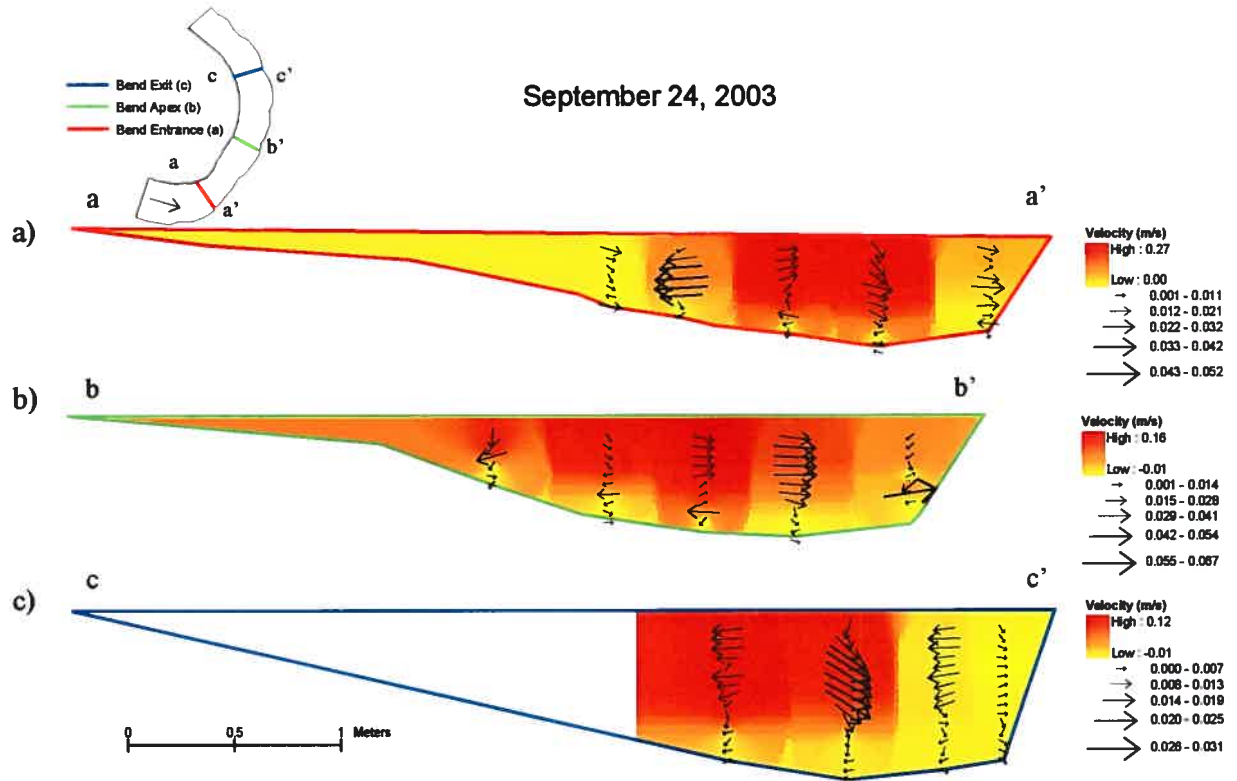 September 24, 2003
Bend Exit (c)
Bend Apex (b)
Bend Entrance (a)
c
c'
b'
a
a'
a
a'
a)
Velocity (m/s)
High : 0.27
Low : 0.00
0.001 - 0.011
0.012 - 0.021
0.022 - 0.032
0.033 - 0.042
0.043 - 0.052
b
b'
b)
Velocity (m/s)
High : 0.16
Low : -0.01
0.001 - 0.014
0.015 - 0.028
0.029 - 0.041
0.042 - 0.054
0.055 - 0.067
c
c'
c)
Velocity (m/s)
High : 0.12
Low : -0.01
0.000 - 0.007
0.008 - 0.013
0.014 - 0.019
0.020 - 0.025
0.026 - 0.031
0 0,5 1 Meters